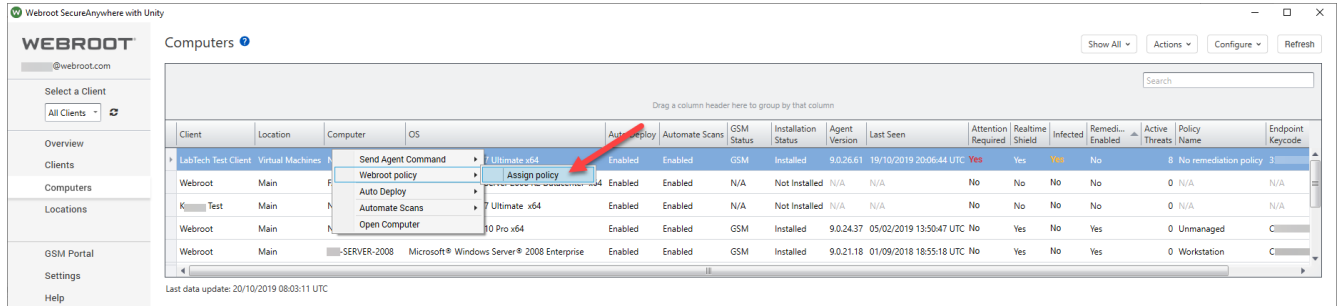 Webroot SecureAnywhere with Unity
WEBROOT
@webroot.com
Select a Client
All Clients
Overview
Clients
Computers
Locations
GSM Portal
Settings
Help
Computers
Show All Actions Configure Refresh
Search
Drag a column header here to group by that column
Client Location Computer OS Auto Deploy Automate Scans GSM Status Installation Status Agent Version Last Seen Attention Required Realtime Shield Infected Remedi... Enabled Active Threats Policy Name Endpoint Keycode
LabTech Test Client Virtual Machines N 7 Ultimate x64 Enabled Enabled GSM Installed 9.0.26.61 19/10/2019 20:06:44 UTC Yes Yes Yes No 8 No remediation policy 3
Webroot Main x64 Enabled Enabled N/A Not Installed N/A N/A No No No No 0 N/A N/A
K Test Main N 7 Ultimate x64 Enabled Enabled N/A Not Installed N/A N/A No No No No 0 N/A N/A
Webroot Main N 10 Pro x64 Enabled Enabled GSM Installed 9.0.24.37 05/02/2019 13:50:47 UTC No Yes No Yes 0 Unmanaged C
Webroot Main -SERVER-2008 Microsoft® Windows Server® 2008 Enterprise Enabled Enabled GSM Installed 9.0.21.18 01/09/2018 18:55:18 UTC No Yes No Yes 0 Workstation C
Send Agent Command
Webroot policy
Assign policy
Auto Deploy
Automate Scans
Open Computer
Last data update: 20/10/2019 08:03:11 UTC